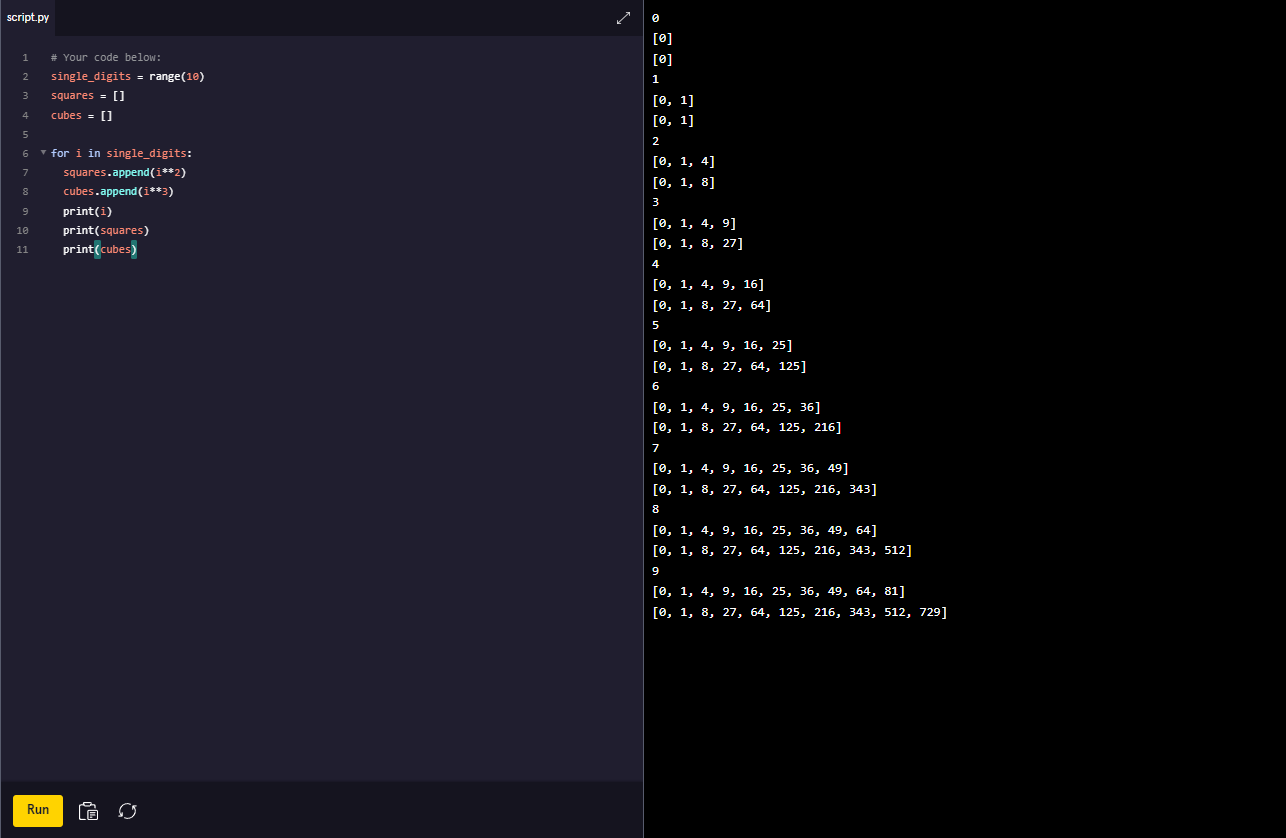 script.py
1 # Your code below:
2 single_digits = range(10)
3 squares = []
4 cubes = []
5
6 for i in single_digits:
7   squares.append(i**2)
8   cubes.append(i**3)
9   print(i)
10   print(squares)
11   print(cubes)
Run
0
[0]
[0]
1
[0, 1]
[0, 1]
2
[0, 1, 4]
[0, 1, 8]
3
[0, 1, 4, 9]
[0, 1, 8, 27]
4
[0, 1, 4, 9, 16]
[0, 1, 8, 27, 64]
5
[0, 1, 4, 9, 16, 25]
[0, 1, 8, 27, 64, 125]
6
[0, 1, 4, 9, 16, 25, 36]
[0, 1, 8, 27, 64, 125, 216]
7
[0, 1, 4, 9, 16, 25, 36, 49]
[0, 1, 8, 27, 64, 125, 216, 343]
8
[0, 1, 4, 9, 16, 25, 36, 49, 64]
[0, 1, 8, 27, 64, 125, 216, 343, 512]
9
[0, 1, 4, 9, 16, 25, 36, 49, 64, 81]
[0, 1, 8, 27, 64, 125, 216, 343, 512, 729]